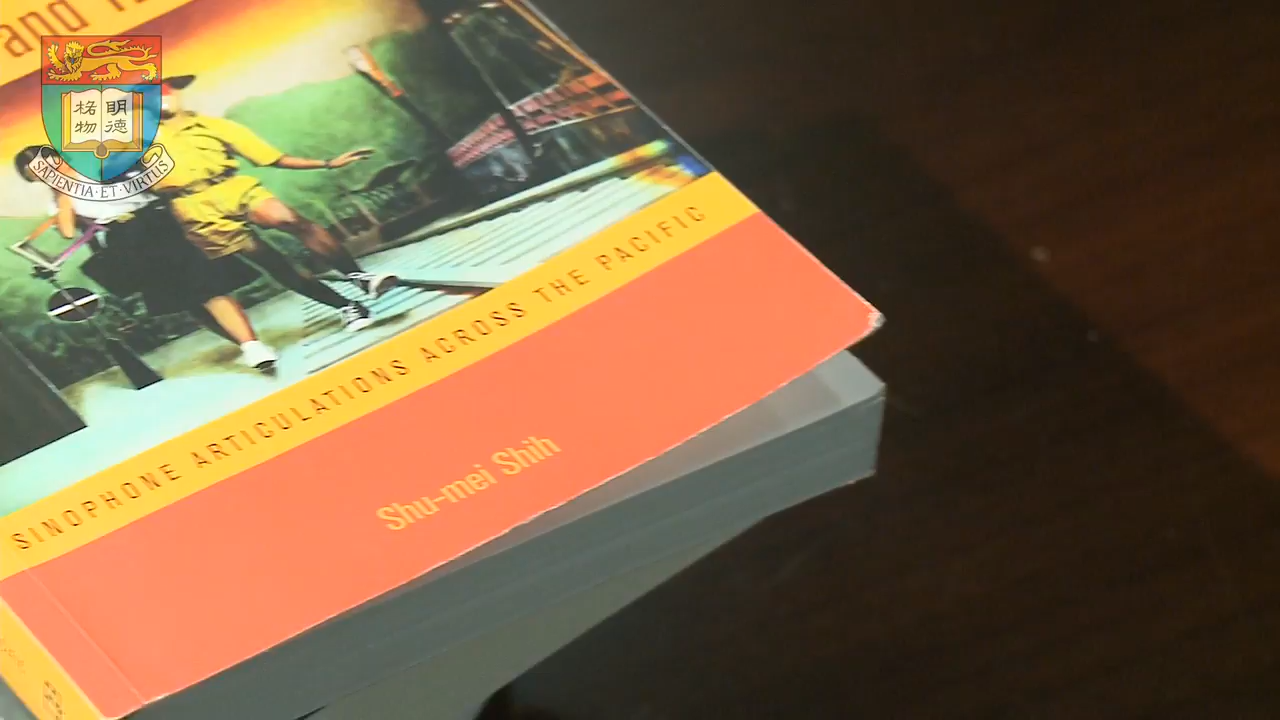 and
格 明
物 德
SAPIENTIA·ET·VIRTUS
SINOPHONE ARTICULATIONS ACROSS THE PACIFIC
Shu-mei Shih